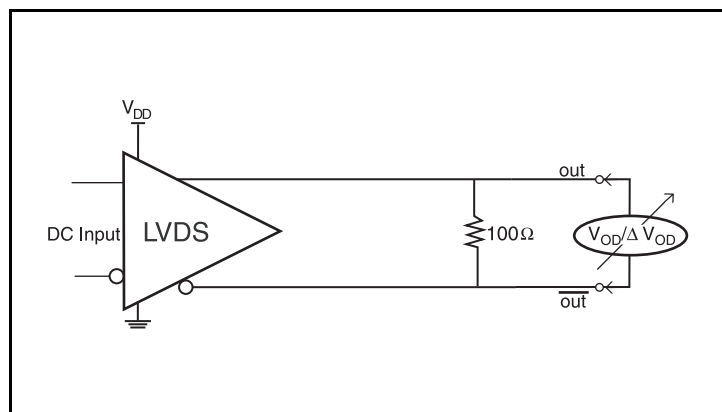 V_DD
out
DC Input
LVDS
100Ω
V_OD/Δ V_OD
out